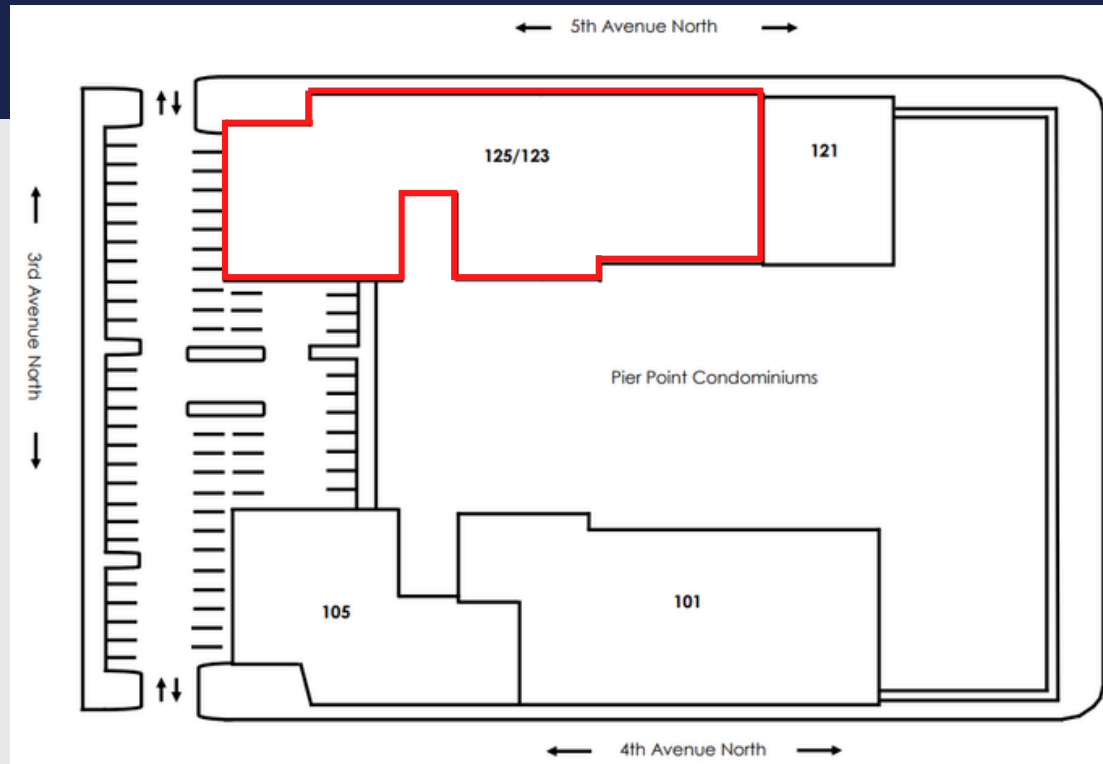 5th Avenue North
125/123
121
3rd Avenue North
Pier Point Condominiums
105
101
4th Avenue North